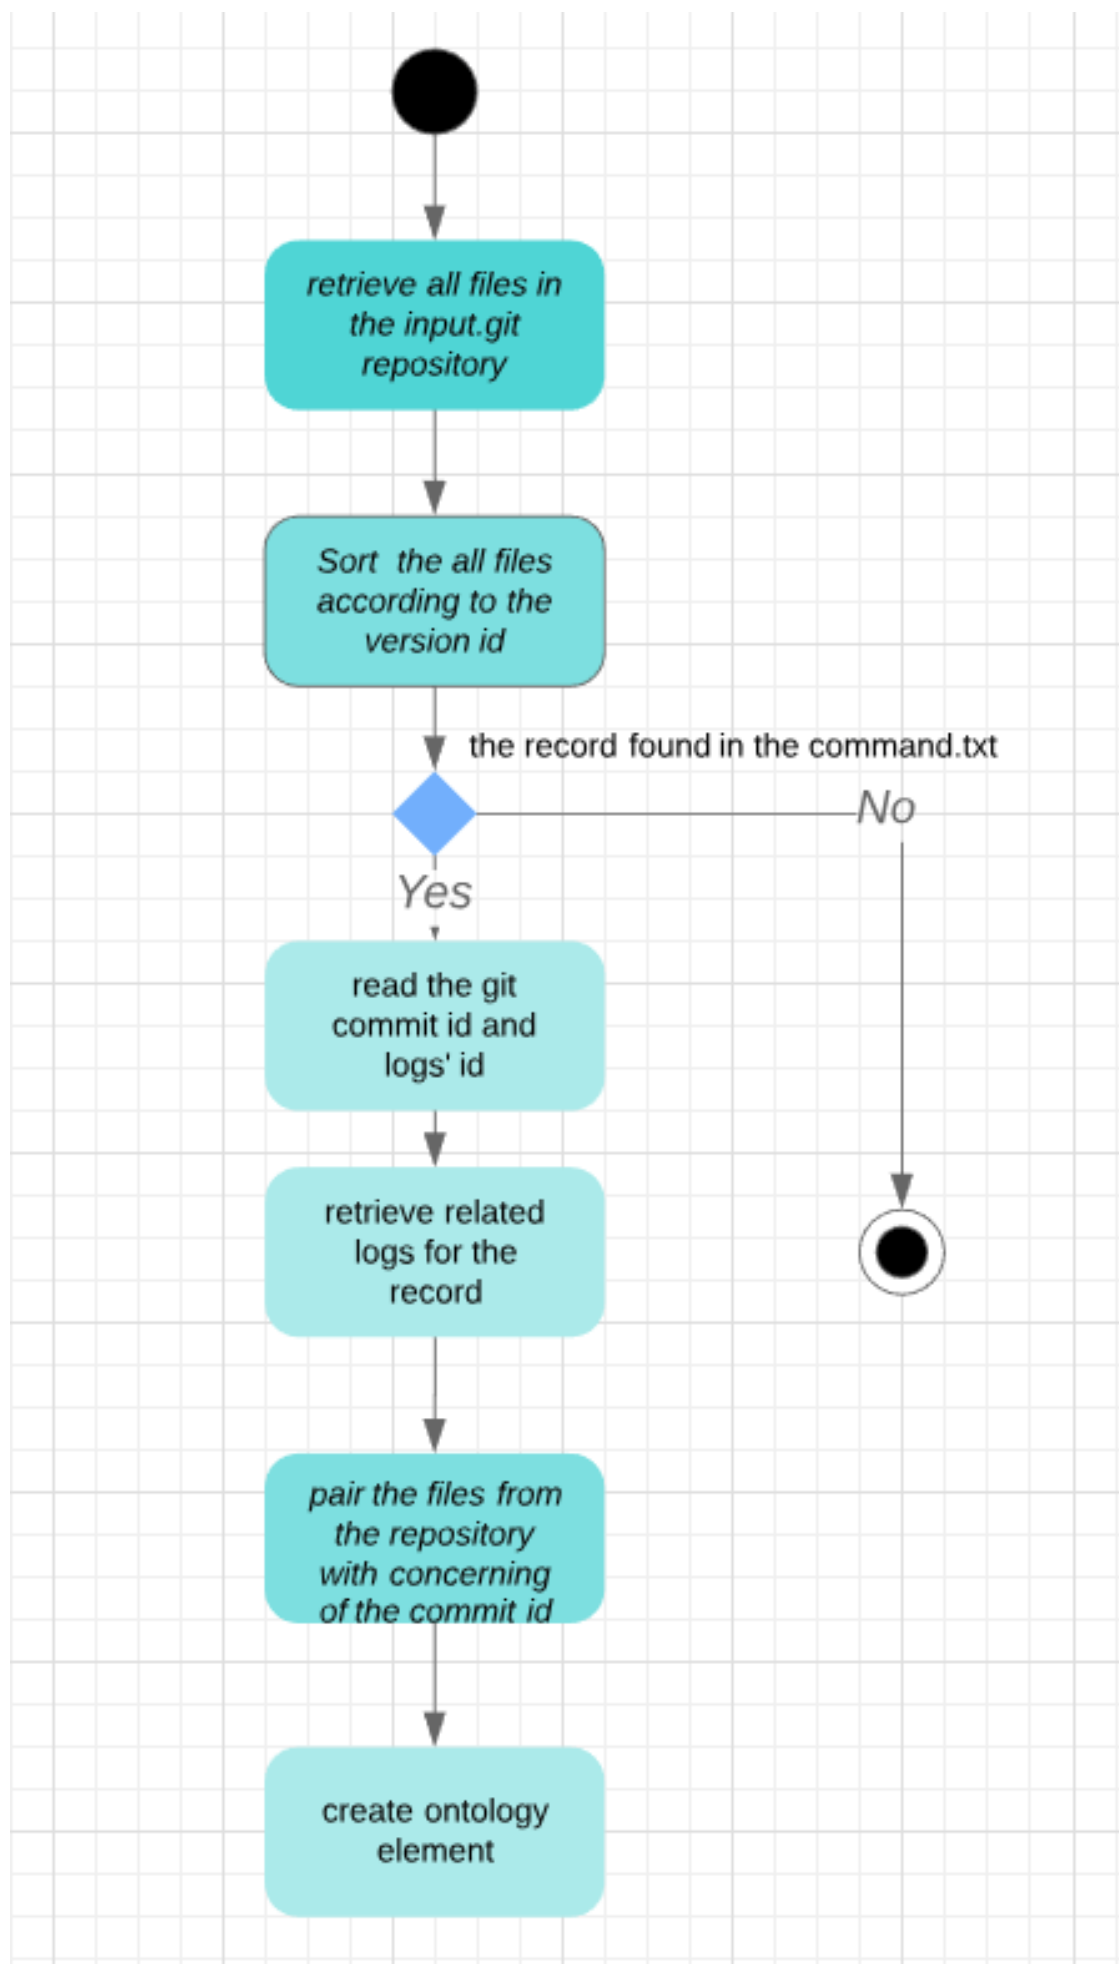 retrieve all files in
the input.git
repository
Sort the all files
according to the
version id
the record found in the command.txt
No
Yes
read the git
commit id and
logs' id
retrieve related
logs for the
record
pair the files from
the repository
with concerning
of the commit id
create ontology
element